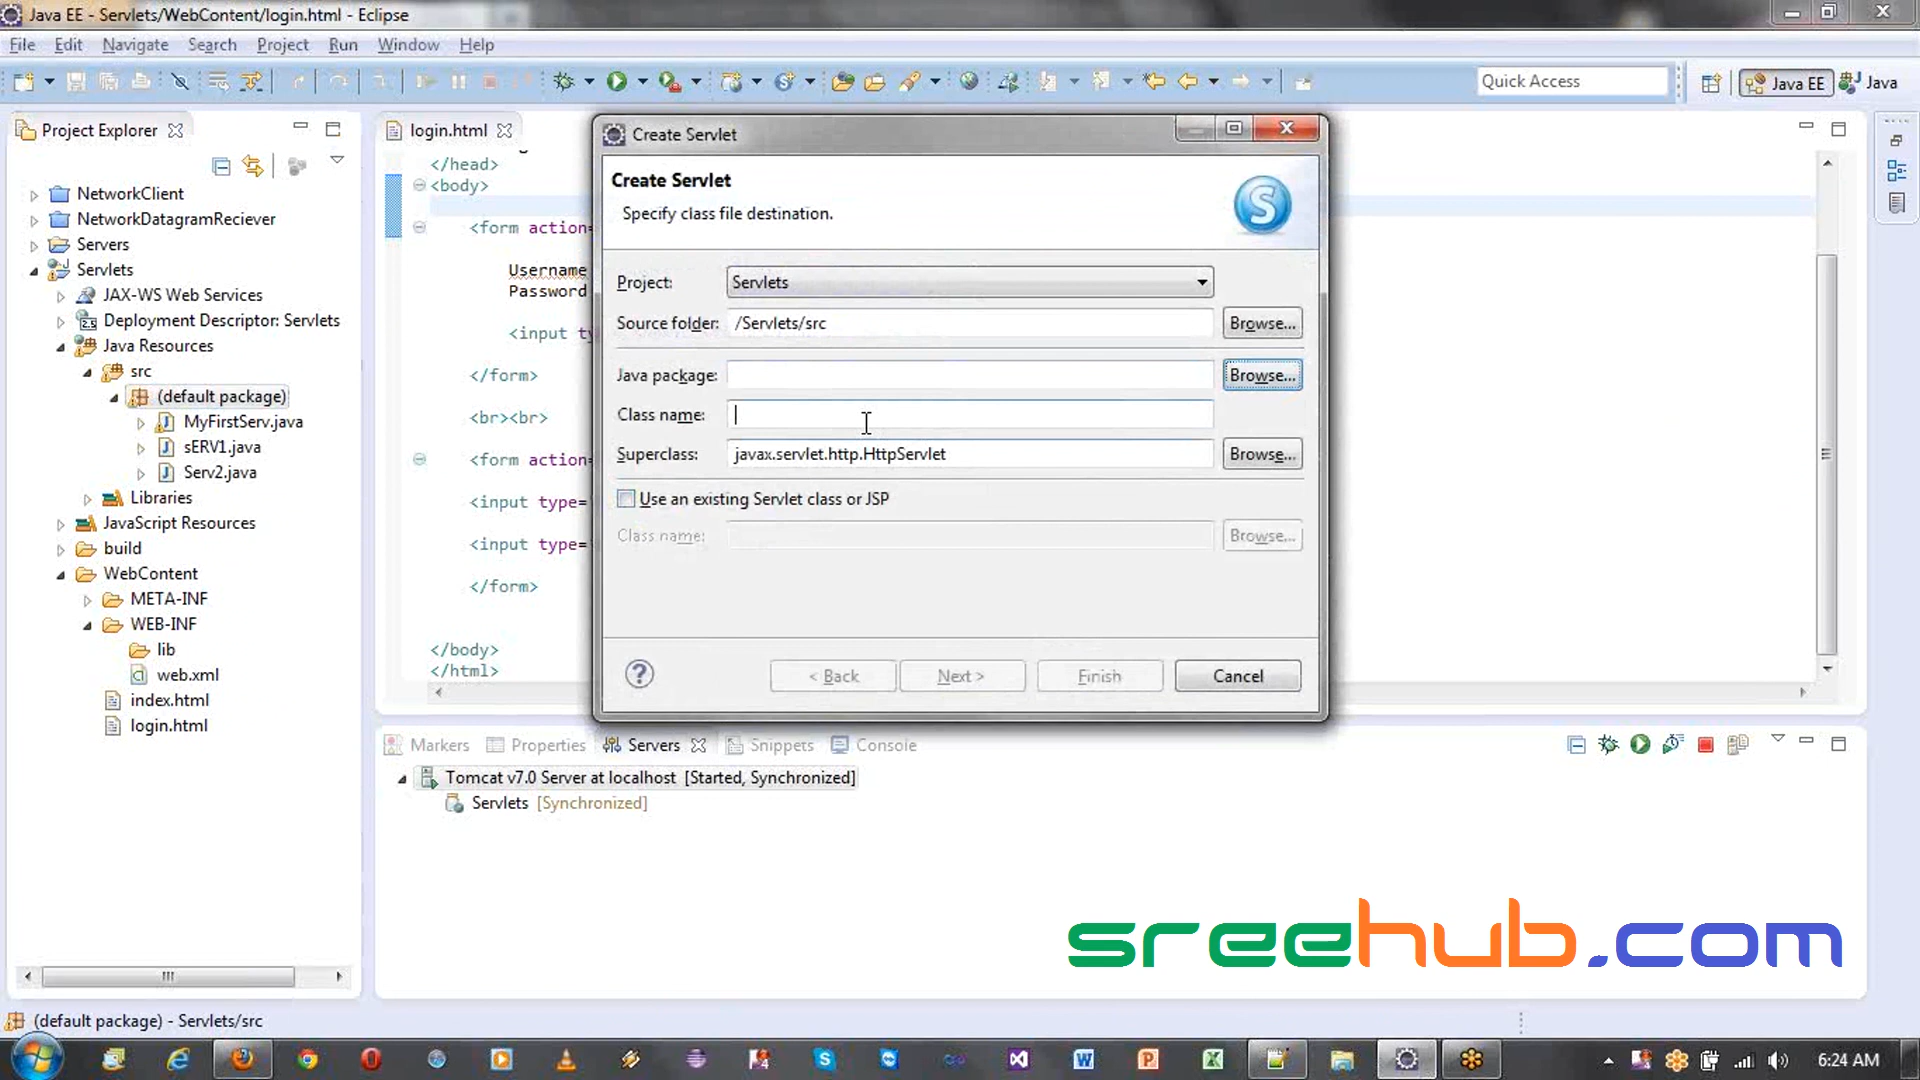 Java EE - Servlets/WebContent/login.html - Eclipse
File Edit Navigate Search Project Run Window Help
Quick Access
Java EE
Java
Project Explorer
NetworkClient
NetworkDatagramReciever
Servers
Servlets
JAX-WS Web Services
Deployment Descriptor: Servlets
Java Resources
src
(default package)
MyFirstServ.java
sERV1.java
Serv2.java
Libraries
JavaScript Resources
build
WebContent
META-INF
WEB-INF
lib
web.xml
index.html
login.html
login.html
</head>
<body>
<form action=
Username
Password
<input ty
</form>
<br><br>
<form action=
<input type=
<input type=
</form>
</body>
</html>
Create Servlet
Create Servlet
Specify class file destination.
Project: Servlets
Source folder: /Servlets/src Browse...
Java package: Browse...
Class name:
Superclass: javax.servlet.http.HttpServlet Browse...
Use an existing Servlet class or JSP
Class name: Browse...
< Back Next > Finish Cancel
Markers Properties Servers Snippets Console
Tomcat v7.0 Server at localhost [Started, Synchronized]
Servlets [Synchronized]
sreehub.com
(default package) - Servlets/src
6:24 AM